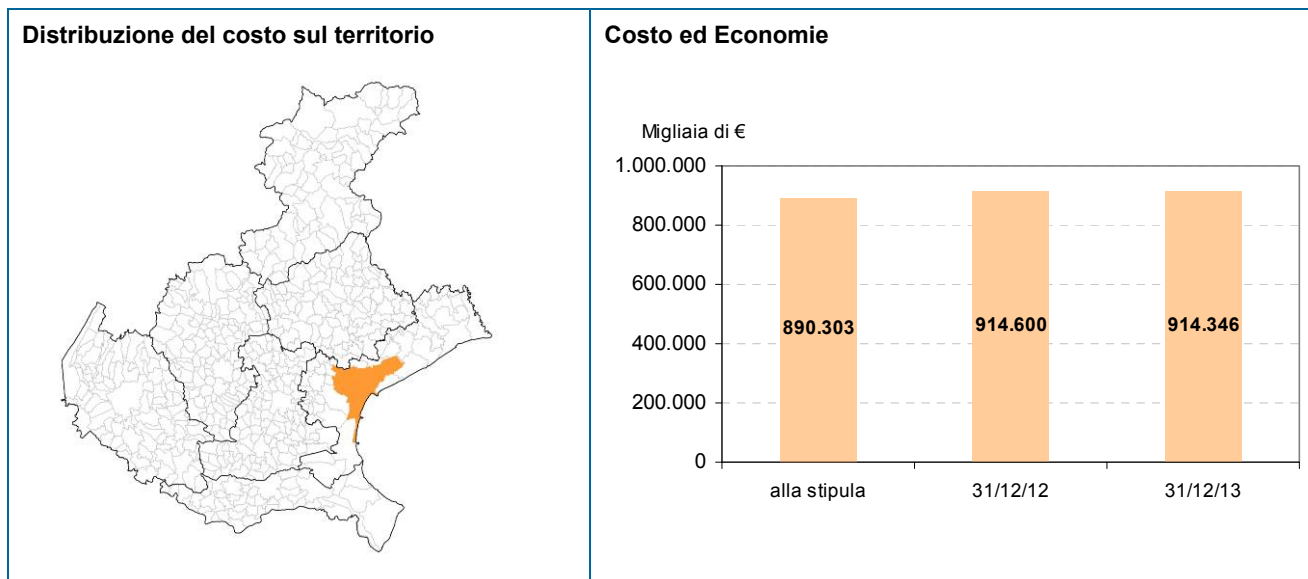 Distribuzione del costo sul territorio
Costo ed Economie
Migliaia di €
1.000.000
800.000
600.000
400.000
200.000
0
890.303
914.600
914.346
alla stipula
31/12/12
31/12/13